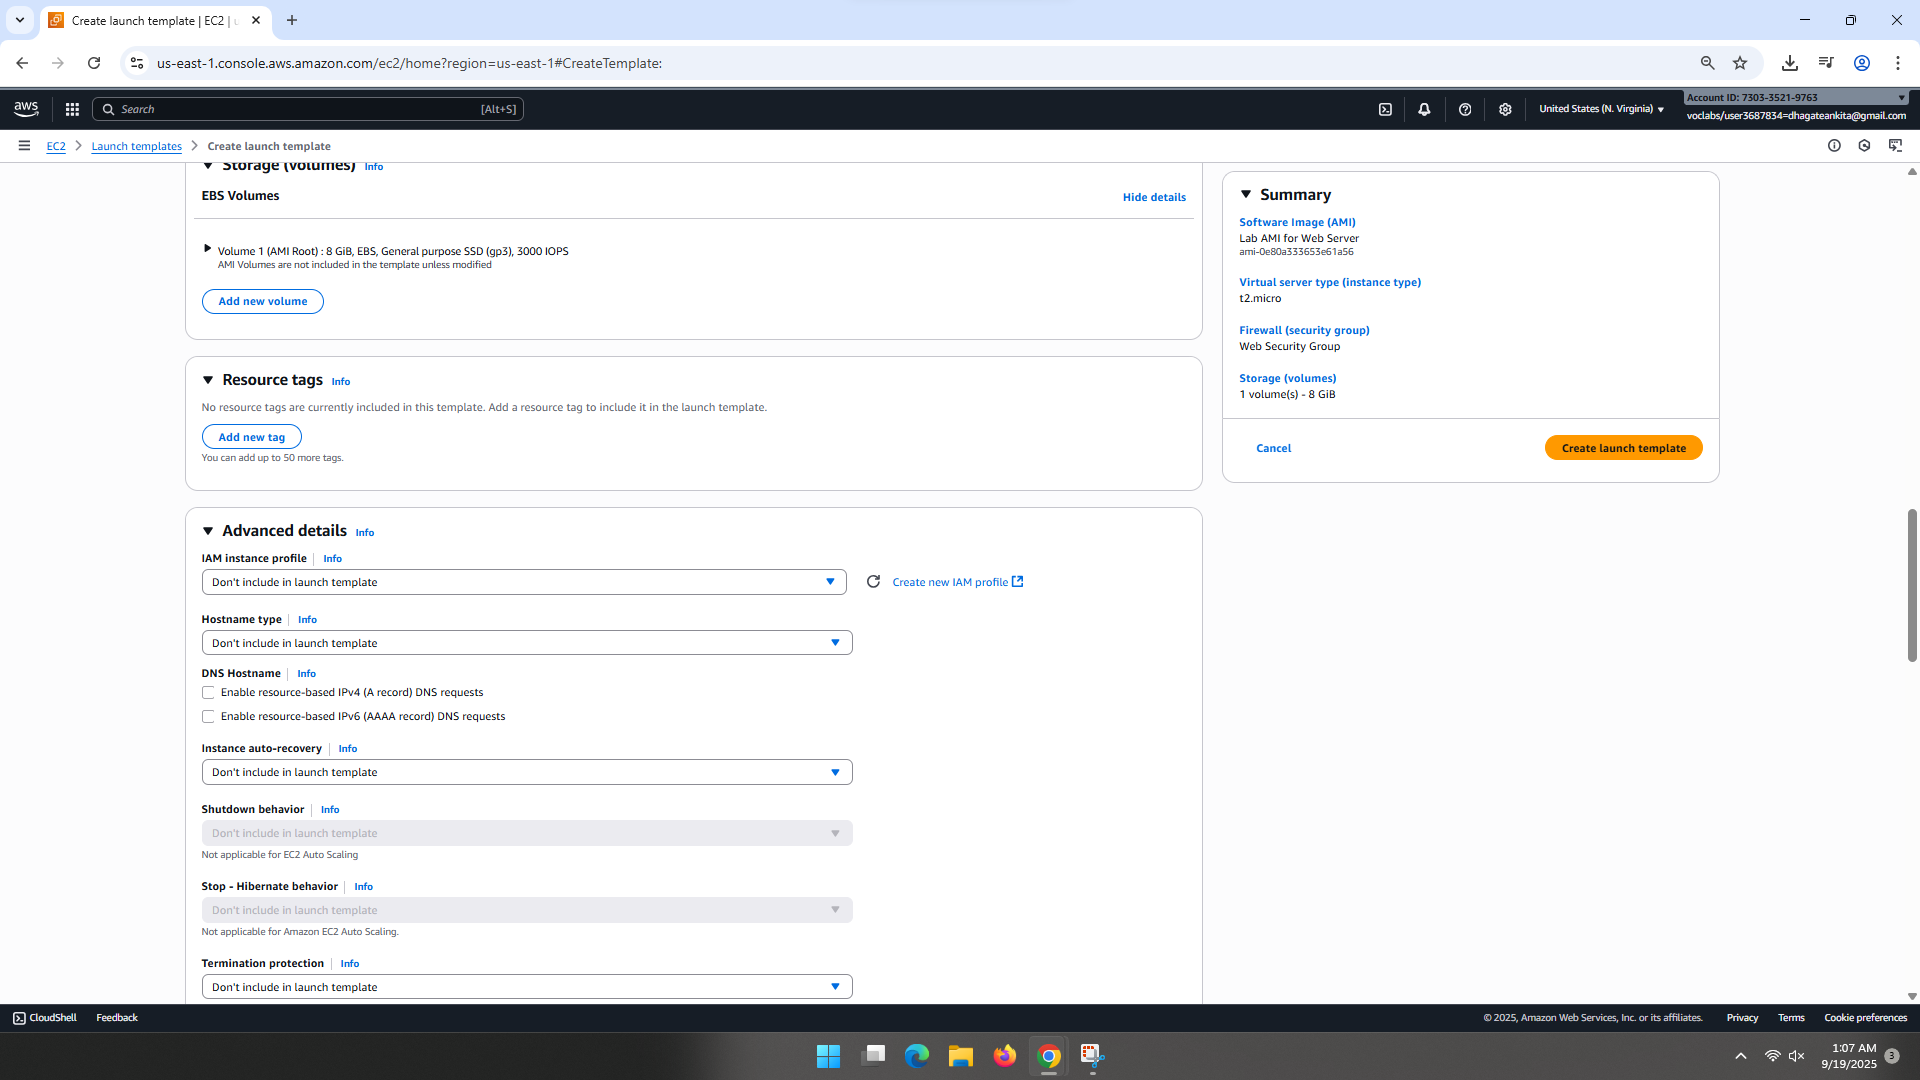 Create launch template | EC2 | u
us-east-1.console.aws.amazon.com/ec2/home?region=us-east-1#CreateTemplate:
aws
Search
[Alt+S]
United States (N. Virginia)
Account ID: 7303-3521-9763
voclabs/user3687834=dhagateankita@gmail.com
EC2
Launch templates
Create launch template
Storage (volumes)
Info
EBS Volumes
Hide details
Volume 1 (AMI Root) : 8 GiB, EBS, General purpose SSD (gp3), 3000 IOPS
AMI Volumes are not included in the template unless modified
Add new volume
Resource tags
Info
No resource tags are currently included in this template. Add a resource tag to include it in the launch template.
Add new tag
You can add up to 50 more tags.
Advanced details
Info
IAM instance profile
Info
Don't include in launch template
Create new IAM profile
Hostname type
Info
Don't include in launch template
DNS Hostname
Info
Enable resource-based IPv4 (A record) DNS requests
Enable resource-based IPv6 (AAAA record) DNS requests
Instance auto-recovery
Info
Don't include in launch template
Shutdown behavior
Info
Don't include in launch template
Not applicable for EC2 Auto Scaling
Stop - Hibernate behavior
Info
Don't include in launch template
Not applicable for Amazon EC2 Auto Scaling.
Termination protection
Info
Don't include in launch template
Summary
Software Image (AMI)
Lab AMI for Web Server
ami-0e80a333653e61a56
Virtual server type (instance type)
t2.micro
Firewall (security group)
Web Security Group
Storage (volumes)
1 volume(s) - 8 GiB
Cancel
Create launch template
CloudShell
Feedback
© 2025, Amazon Web Services, Inc. or its affiliates.
Privacy
Terms
Cookie preferences
1:07 AM
9/19/2025
3